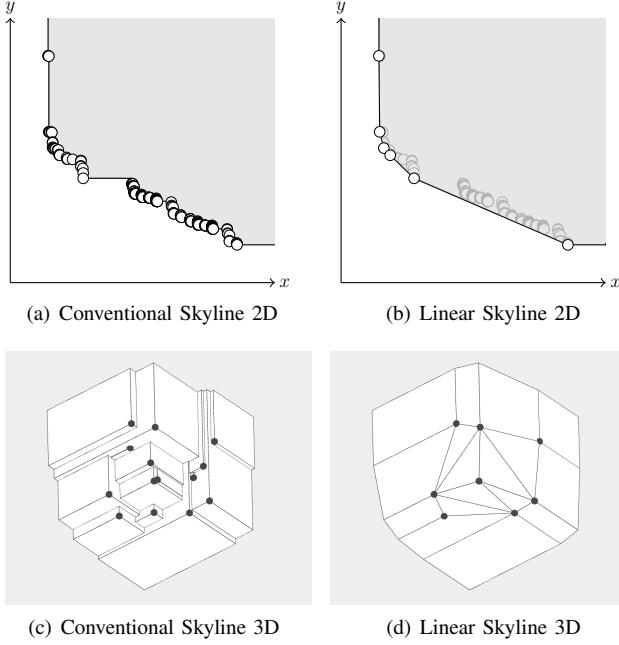 y
y
x
x
(a) Conventional Skyline 2D
(b) Linear Skyline 2D
(c) Conventional Skyline 3D
(d) Linear Skyline 3D